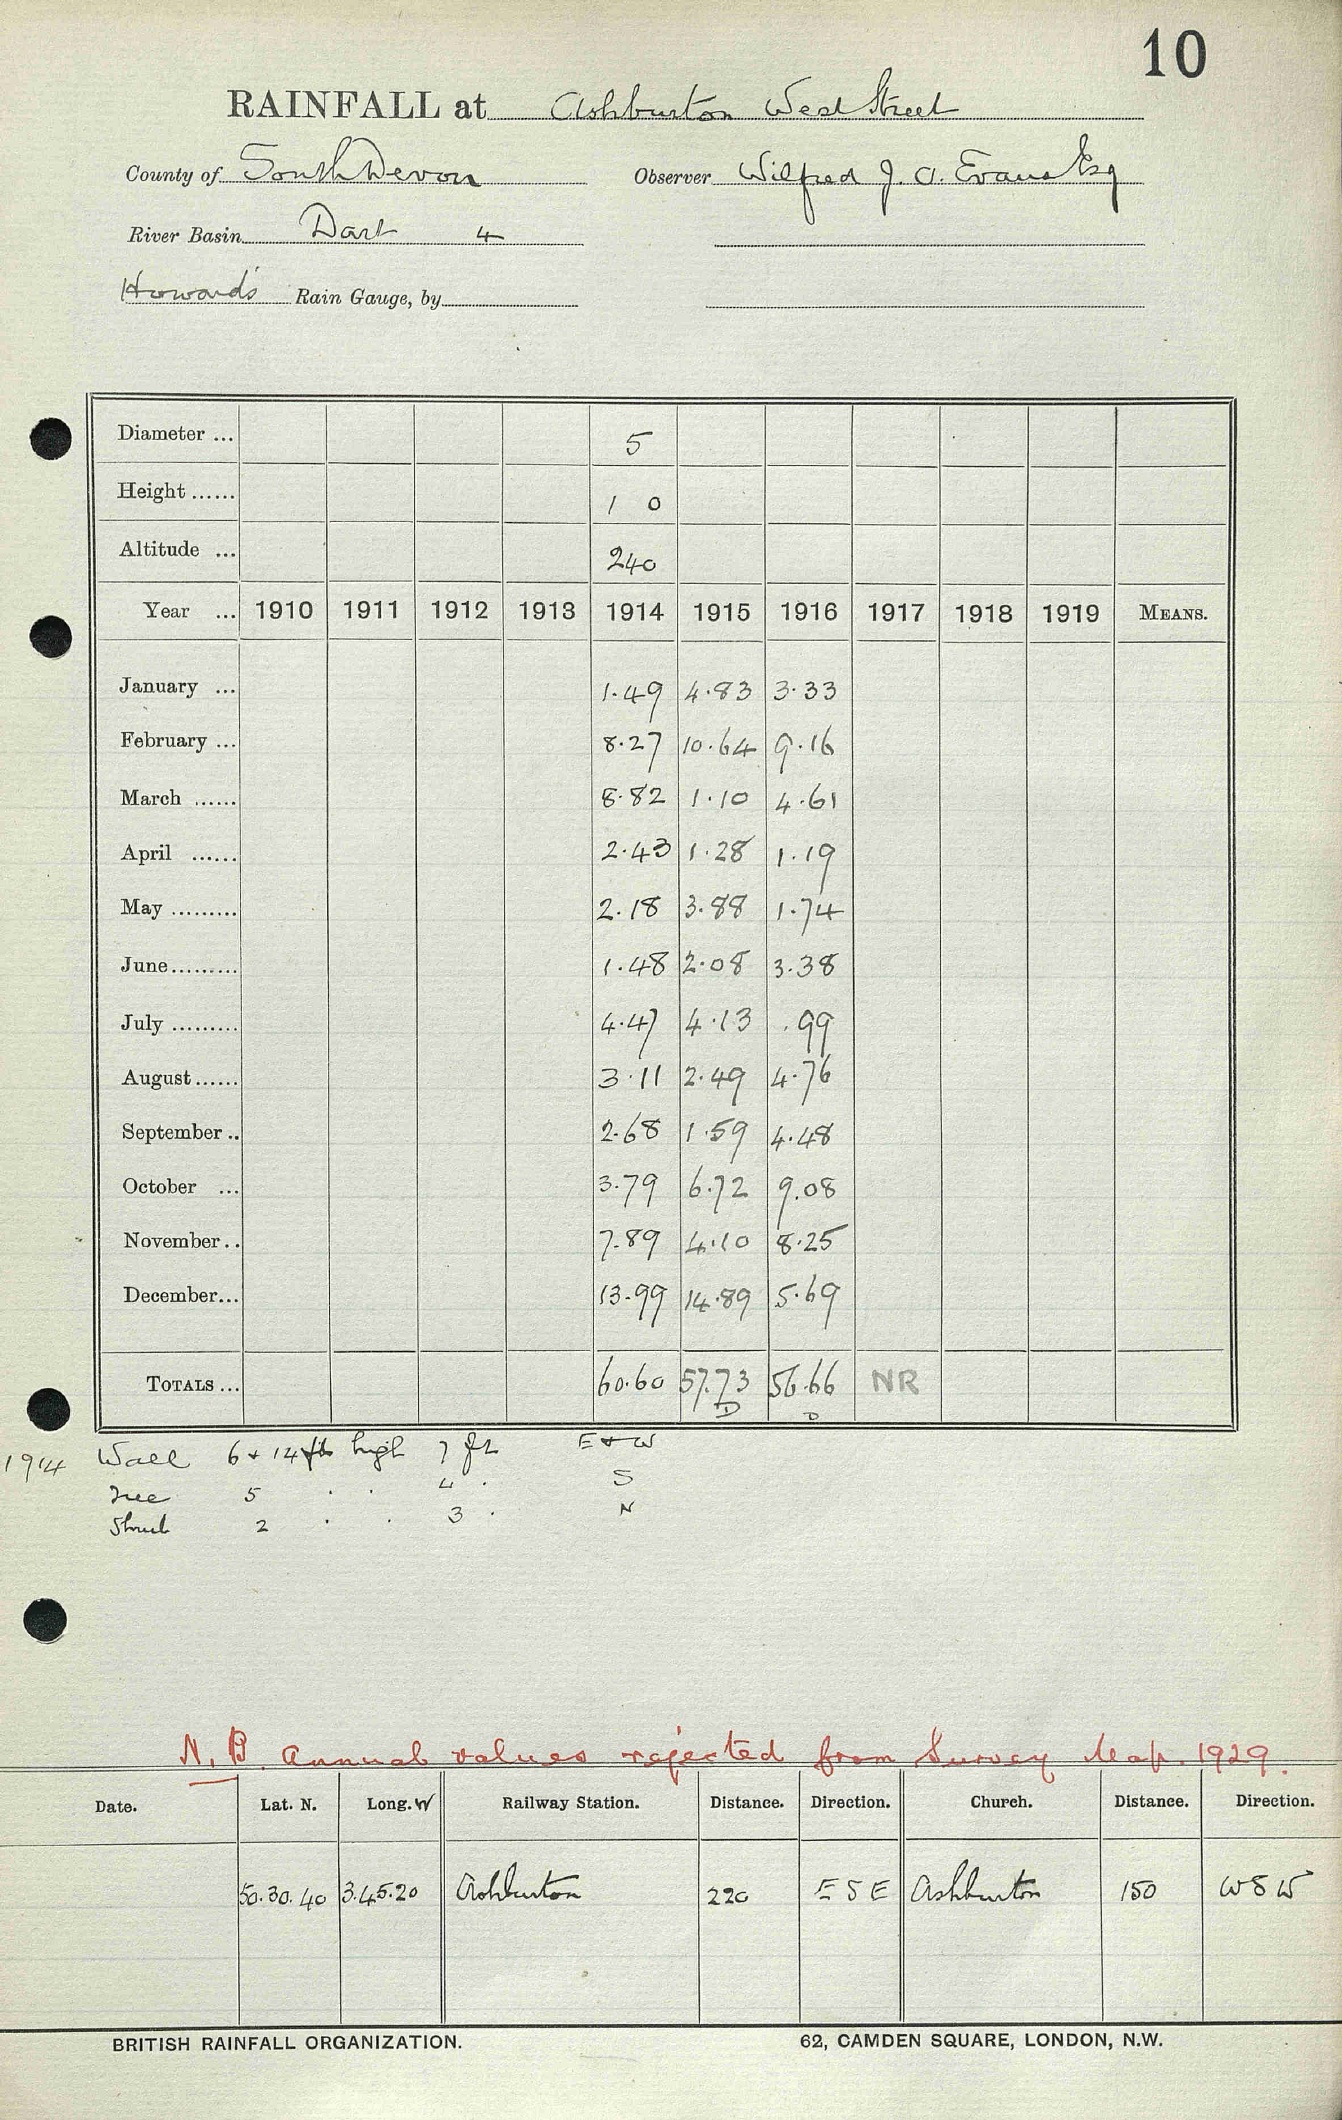 10
RAINFALL at Ashburton West Street
County of South Devon Observer Wilfred J. A. Evans Esq
River Basin Dart 4
Howard's Rain Gauge, by
Diameter ... 5
Height ...... 1 0
Altitude ... 240
Year ... 1910 1911 1912 1913 1914 1915 1916 1917 1918 1919 MEANS.
January ... 1.49 4.83 3.33
February ... 8.27 10.64 9.16
March ...... 8.82 1.10 4.61
April ...... 2.43 1.28 1.19
May ......... 2.18 3.88 1.74
June......... 1.48 2.08 3.38
July ......... 4.47 4.13 .99
August...... 3.11 2.49 4.76
September .. 2.68 1.59 4.48
October ... 3.79 6.72 9.08
November .. 7.89 4.10 8.25
December... 13.99 14.89 5.69
TOTALS ... 60.60 57.73 56.66 NR
D D
1914 Wall 6 + 14 ft high 7 ft E + W
Tree 5 . . 4 . S
Shrub 2 . . 3 . N
N.B. Annual values rejected from Survey Map. 1929.
Date. Lat. N. Long. W Railway Station. Distance. Direction. Church. Distance. Direction.
50.30.40 3.45.20 Ashburton 220 ESE Ashburton 150 WSW
BRITISH RAINFALL ORGANIZATION. 62, CAMDEN SQUARE, LONDON, N.W.